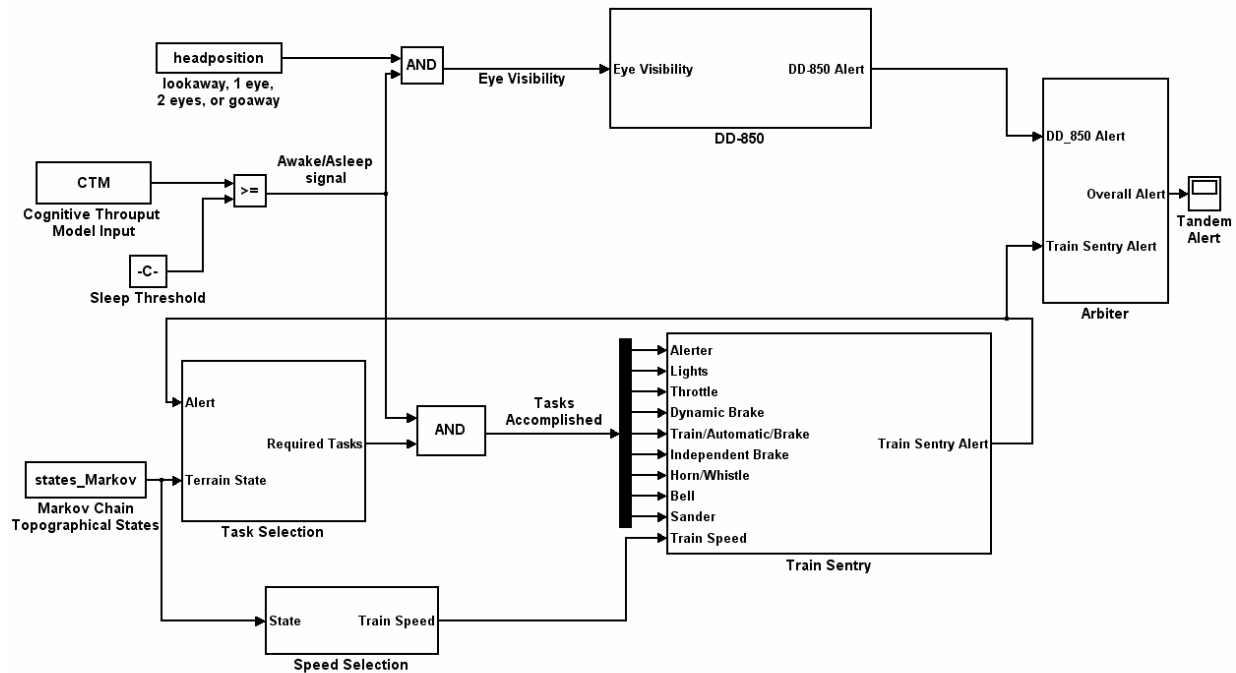 headposition
lookaway, 1 eye,
2 eyes, or goaway
AND
Eye Visibility
Eye Visibility
DD-850 Alert
DD-850
CTM
Cognitive Throuput
Model Input
>=
Awake/Asleep
signal
-C-
Sleep Threshold
DD_850 Alert
Overall Alert
Train Sentry Alert
Arbiter
Tandem
Alert
Alert
Required Tasks
Terrain State
Task Selection
states_Markov
Markov Chain
Topographical States
AND
Tasks
Accomplished
Alerter
Lights
Throttle
Dynamic Brake
Train/Automatic/Brake
Independent Brake
Horn/Whistle
Bell
Sander
Train Speed
Train Sentry Alert
Train Sentry
State
Train Speed
Speed Selection